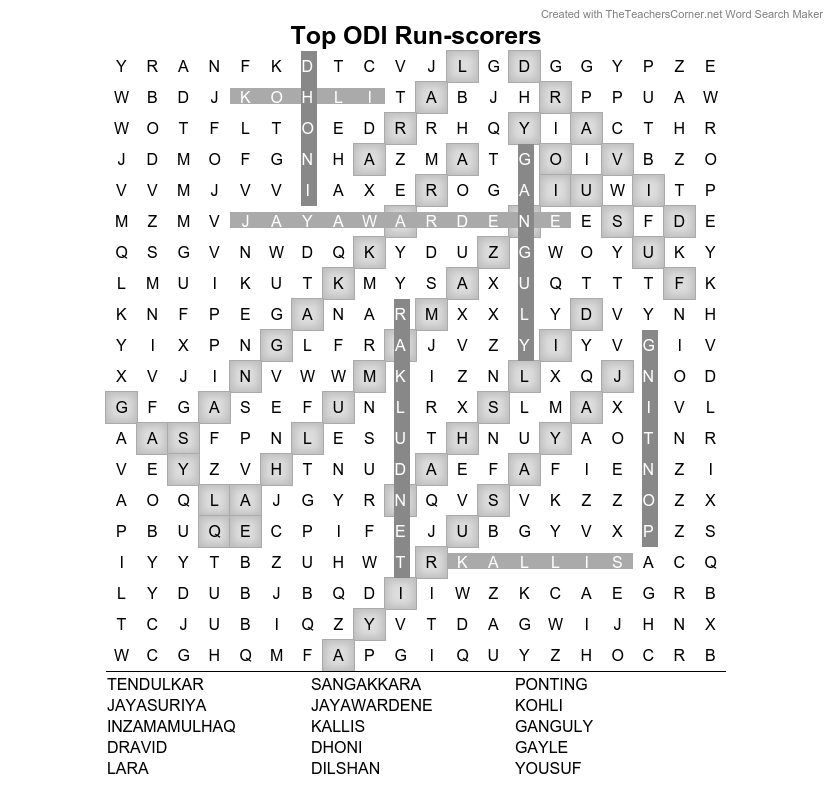 Created with TheTeachersCorner.net Word Search Maker
Top ODI Run-scorers
Y R A N F K D T C V J L G D G G Y P Z E
W B D J K O H L I T A B J H R P P U A W
W O T F L T O E D R R H Q Y I A C T H R
J D M O F G N H A Z M A T G O I V B Z O
V V M J V V I A X E R O G A I U W I T P
M Z M V J A Y A W A R D E N E E S F D E
Q S G V N W D Q K Y D U Z G W O Y U K Y
L M U I K U T K M Y S A X U Q T T T F K
K N F P E G A N A R M X X L Y D V Y N H
Y I X P N G L F R A J V Z Y I Y V G I V
X V J I N V W W M K I Z N L X Q J N O D
G F G A S E F U N L R X S L M A X I V L
A A S F P N L E S U T H N U Y A O T N R
V E Y Z V H T N U D A E F A F I E N Z I
A O Q L A J G Y R N Q V S V K Z Z O Z X
P B U Q E C P I F E J U B G Y V X P Z S
I Y Y T B Z U H W T R K A L L I S A C Q
L Y D U B J B Q D I I W Z K C A E G R B
T C J U B I Q Z Y V T D A G W I J H N X
W C G H Q M F A P G I Q U Y Z H O C R B
TENDULKAR SANGAKKARA PONTING
JAYASURIYA JAYAWARDENE KOHLI
INZAMAMULHAQ KALLIS GANGULY
DRAVID DHONI GAYLE
LARA DILSHAN YOUSUF